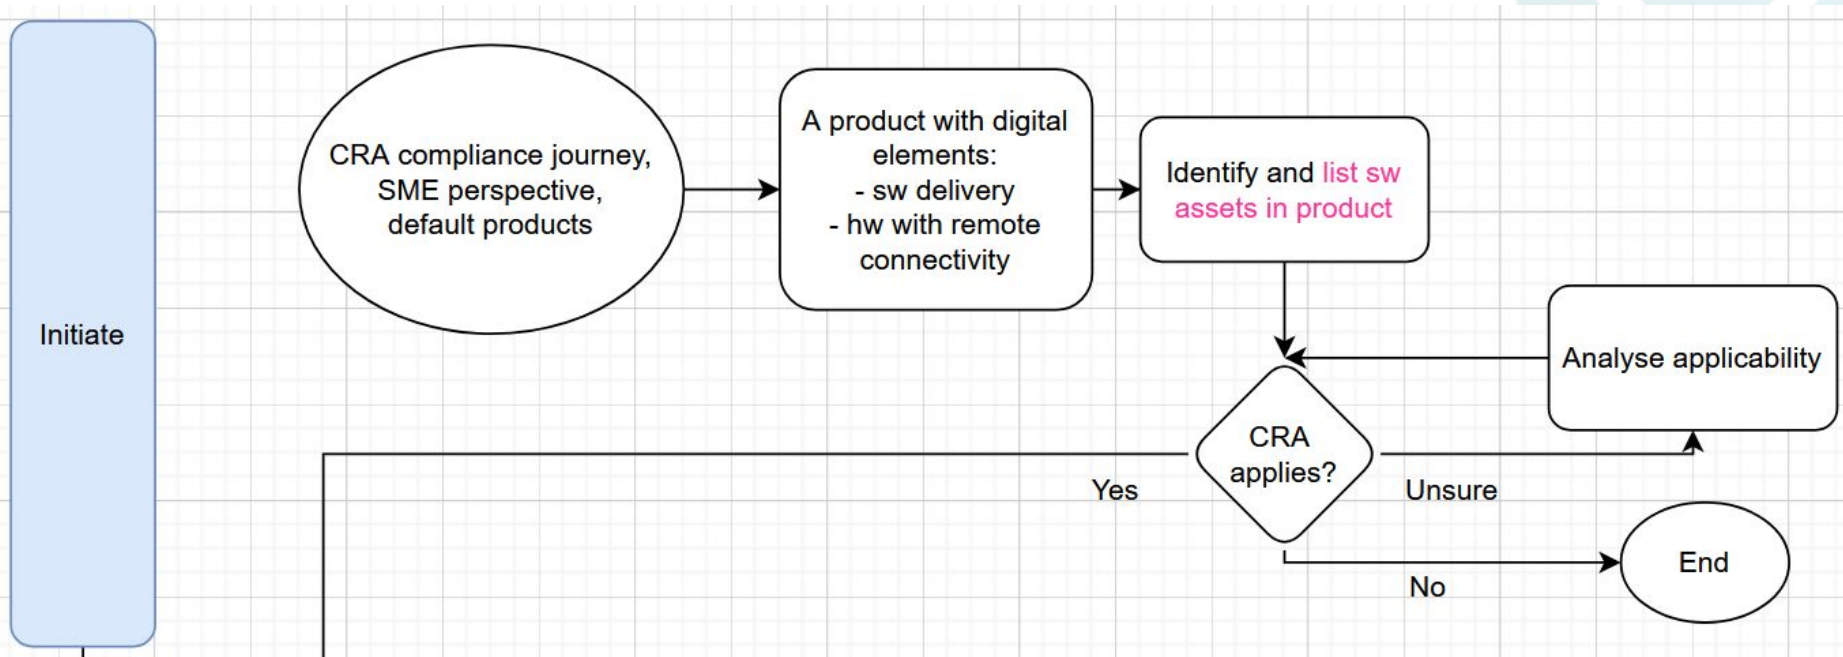 Initiate
CRA compliance journey,
SME perspective,
default products
A product with digital
elements:
- sw delivery
- hw with remote
connectivity
Identify and list sw
assets in product
Analyse applicability
CRA
applies?
Yes
Unsure
No
End